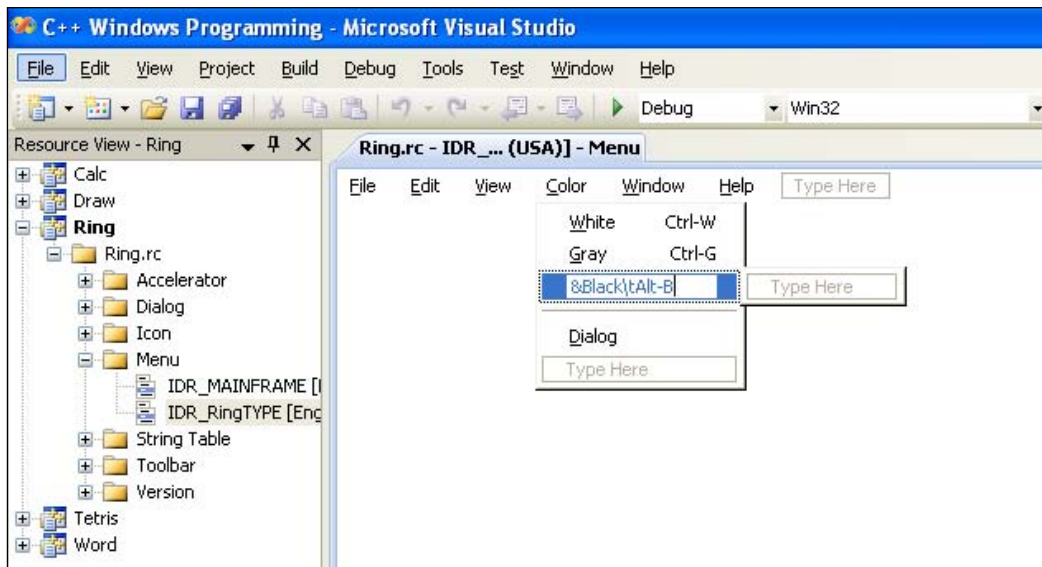 C++ Windows Programming - Microsoft Visual Studio
File Edit View Project Build Debug Tools Test Window Help
Debug Win32
Resource View - Ring
Ring.rc - IDR_... (USA)] - Menu
Calc
Draw
Ring
Ring.rc
Accelerator
Dialog
Icon
Menu
IDR_MAINFRAME [
IDR_RingTYPE [Eng
String Table
Toolbar
Version
Tetris
Word
File Edit View Color Window Help Type Here
White Ctrl-W
Gray Ctrl-G
&Black\tAlt-B Type Here
Dialog
Type Here